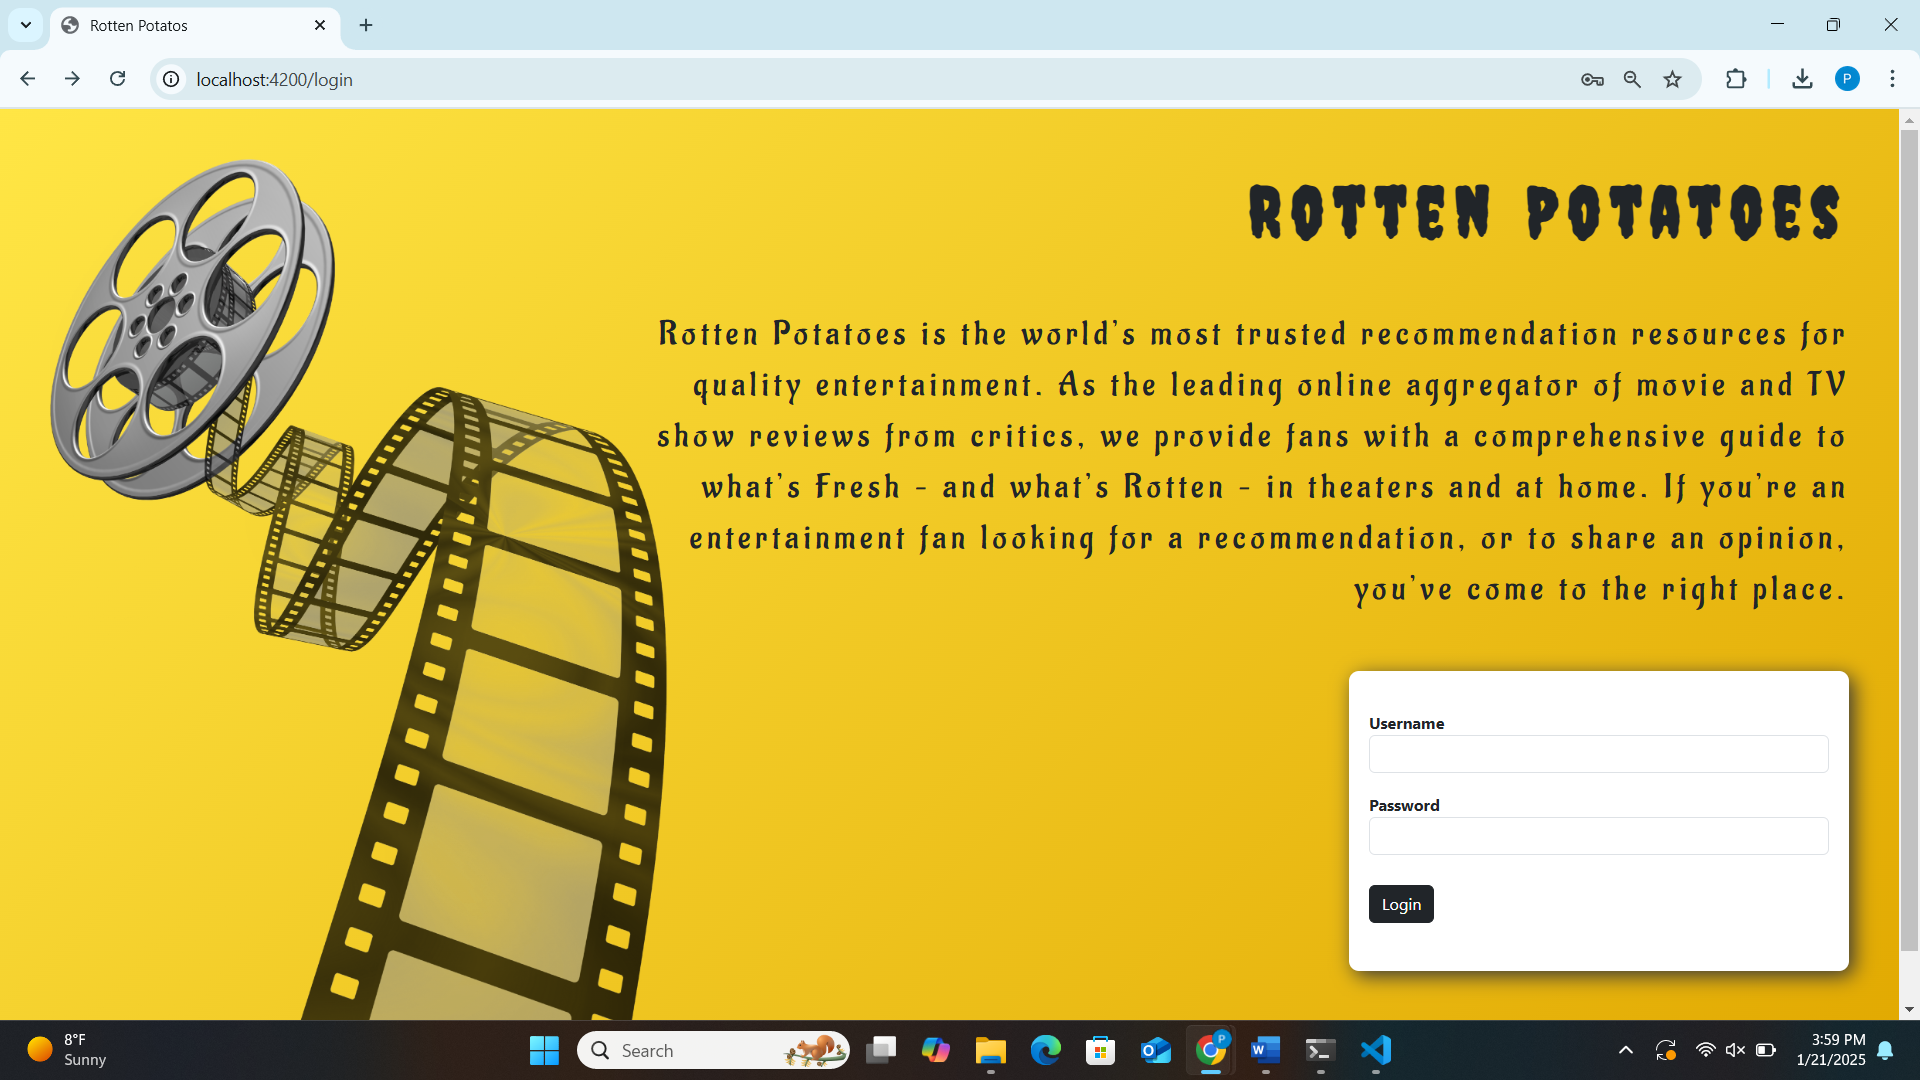 Rotten Potatos
localhost:4200/login
P
ROTTEN POTATOES
Rotten Potatoes is the world's most trusted recommendation resources for
quality entertainment. As the leading online aggregator of movie and TV
show reviews from critics, we provide fans with a comprehensive guide to
what's Fresh - and what's Rotten - in theaters and at home. If you're an
entertainment fan looking for a recommendation, or to share an opinion,
you've come to the right place.
Username
Password
Login
8°F
Sunny
Search
P
3:59 PM
1/21/2025